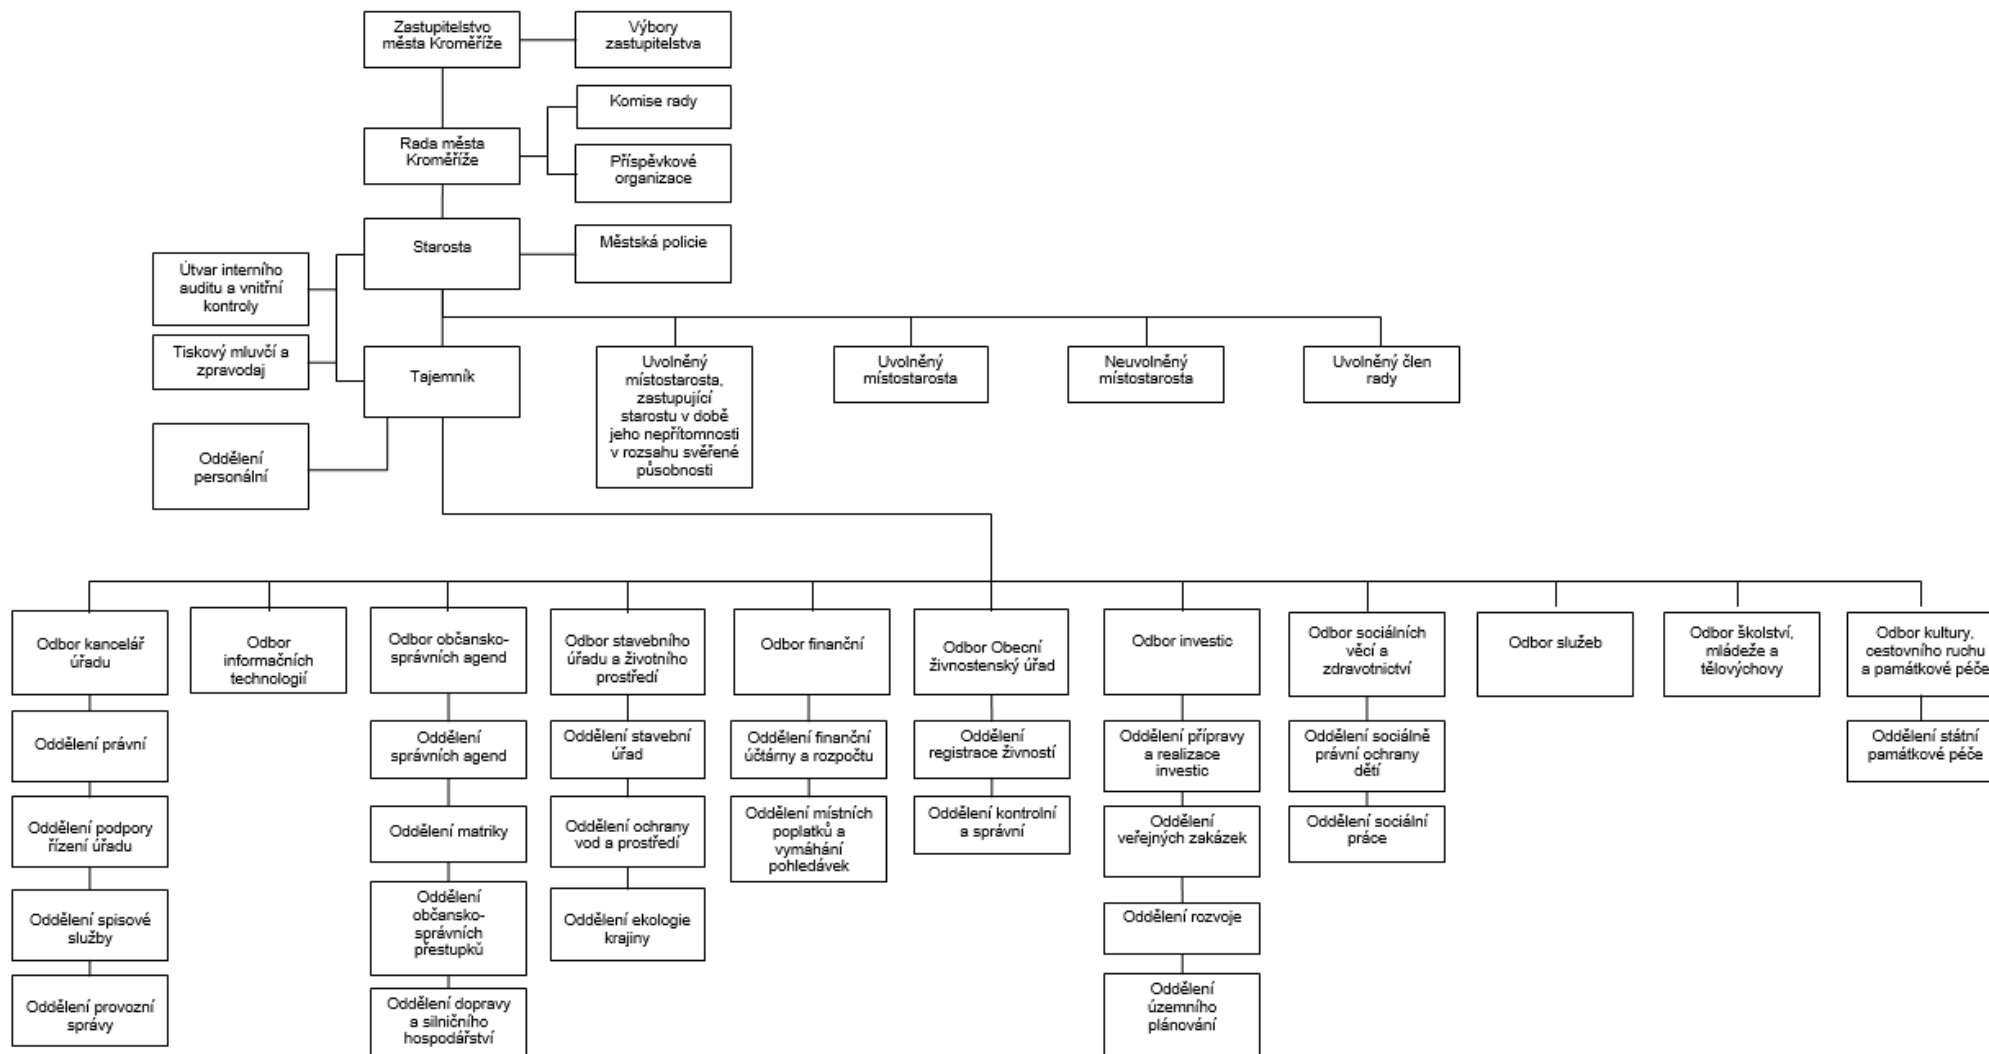 Zastupitelstvo
města Kroměříže
Výbory
zastupitelstva
Komise rady
Rada města
Kroměříže
Příspěvkové
organizace
Starosta
Městská policie
Útvar interního
auditu a vnitřní
kontroly
Tiskový mluvčí a
zpravodaj
Tajemník
Uvolněný
místostarosta,
zastupující
starostu v době
jeho nepřítomnosti
v rozsahu svěřené
působnosti
Uvolněný
místostarosta
Neuvolněný
místostarosta
Uvolněný člen
rady
Oddělení
personální
Odbor kancelář
úřadu
Oddělení právní
Oddělení podpory
řízení úřadu
Oddělení spisové
služby
Oddělení provozní
správy
Odbor
informačních
technologií
Odbor občansko-
správních agend
Oddělení
správních agend
Oddělení matriky
Oddělení
občansko-
správních
přestupků
Oddělení dopravy
a silničního
hospodářství
Odbor stavebního
úřadu a životního
prostředí
Oddělení stavební
úřad
Oddělení ochrany
vod a prostředí
Oddělení ekologie
krajiny
Odbor finanční
Oddělení finanční
účtárny a rozpočtu
Oddělení místních
poplatků a
vymáhání
pohledávek
Odbor Obecní
živnostenský úřad
Oddělení
registrace živností
Oddělení kontrolní
a správní
Odbor investic
Oddělení přípravy
a realizace
investic
Oddělení
veřejných zakázek
Oddělení rozvoje
Oddělení
územního
plánování
Odbor sociálních
věcí a
zdravotnictví
Oddělení sociálně
právní ochrany
dětí
Oddělení sociální
práce
Odbor služeb
Odbor školství,
mládeže a
tělovýchovy
Odbor kultury,
cestovního ruchu
a památkové péče
Oddělení státní
památkové péče